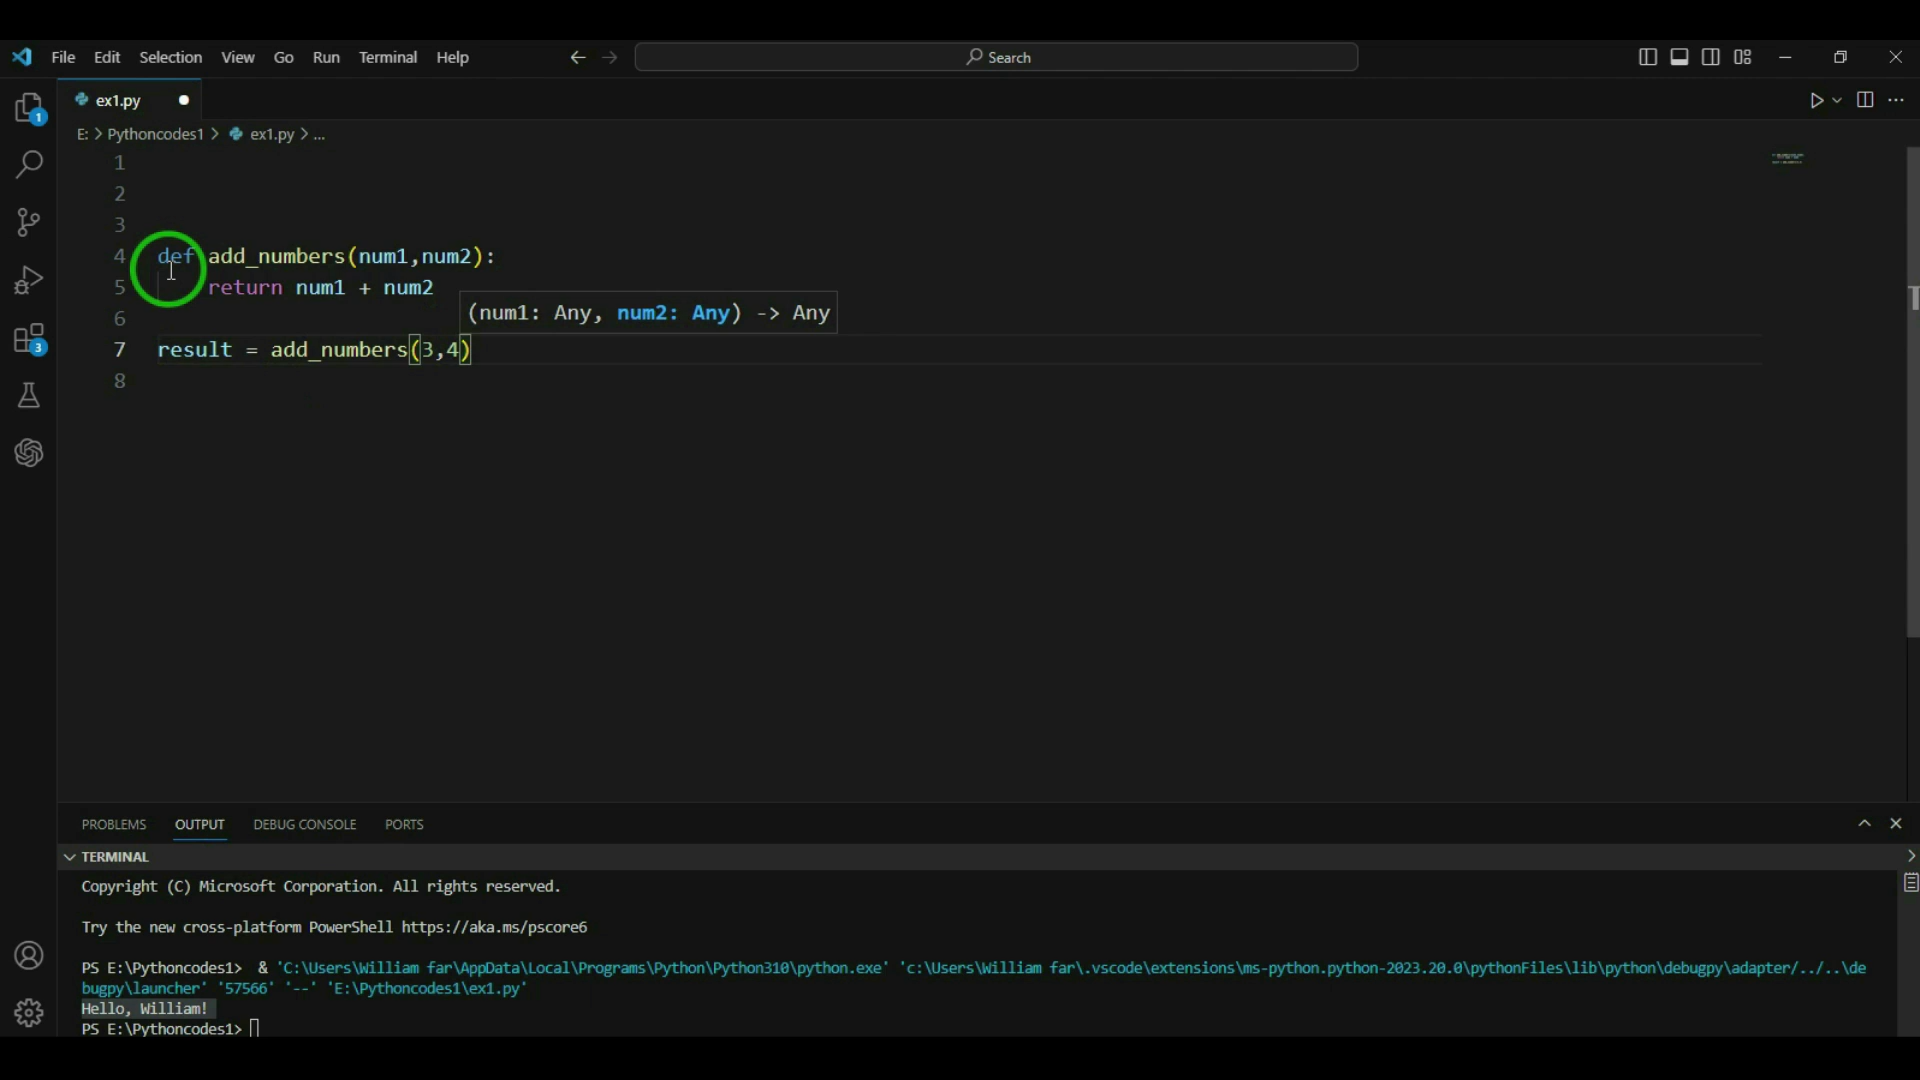 File Edit Selection View Go Run Terminal Help Search
ex1.py
E: > Pythoncodes1 > ex1.py > ...
1
1
2
3
4 def add_numbers(num1,num2):
5 return num1 + num2
(num1: Any, num2: Any) -> Any
6
7 result = add_numbers(3,4)
3
8
PROBLEMS OUTPUT DEBUG CONSOLE PORTS
TERMINAL
Copyright (C) Microsoft Corporation. All rights reserved.
Try the new cross-platform PowerShell https://aka.ms/pscore6
PS E:\Pythoncodes1> & 'C:\Users\William far\AppData\Local\Programs\Python\Python310\python.exe' 'c:\Users\William far\.vscode\extensions\ms-python.python-2023.20.0\pythonFiles\lib\python\debugpy\adapter/../..\de
bugpy\launcher' '57566' '--' 'E:\Pythoncodes1\ex1.py'
Hello, William!
PS E:\Pythoncodes1>